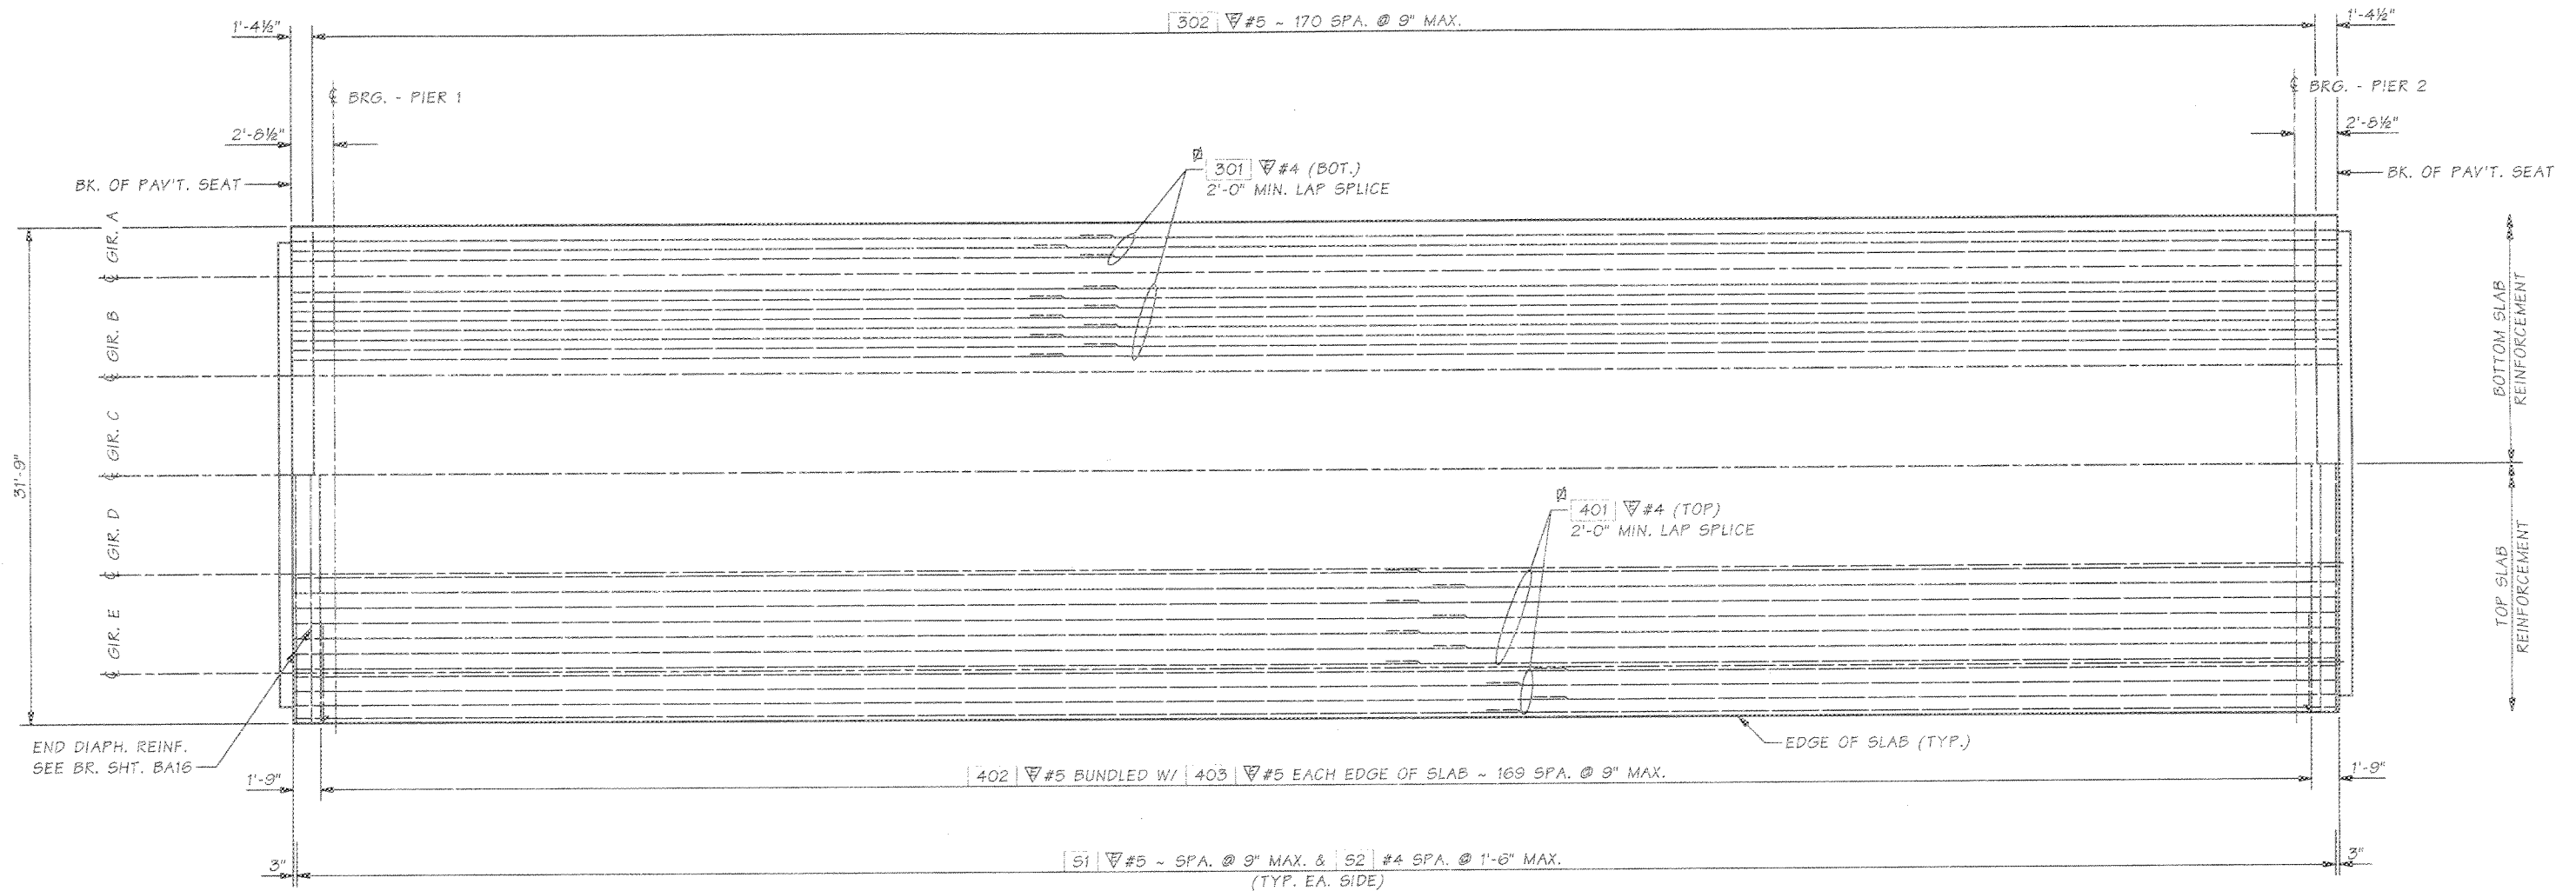 302 #5 ~ 170 SPA. @ 9" MAX.
1'-4½"
1'-4½"
℄ BRG. - PIER 1
℄ BRG. - PIER 2
2'-8½"
2'-8½"
301 #4 (BOT.)
2'-0" MIN. LAP SPLICE
BK. OF PAV'T. SEAT
BK. OF PAV'T. SEAT
℄ GIR. A
℄ GIR. B
℄ GIR. C
℄ GIR. D
℄ GIR. E
31'-9"
BOTTOM SLAB
REINFORCEMENT
TOP SLAB
REINFORCEMENT
401 #4 (TOP)
2'-0" MIN. LAP SPLICE
END DIAPH. REINF.
SEE BR. SHT. BA16
EDGE OF SLAB (TYP.)
1'-9"
402 #5 BUNDLED W/ 403 #5 EACH EDGE OF SLAB ~ 169 SPA. @ 9" MAX.
1'-9"
3"
S1 #5 ~ SPA. @ 9" MAX. & S2 #4 SPA. @ 1'-6" MAX.
(TYP. EA. SIDE)
3"